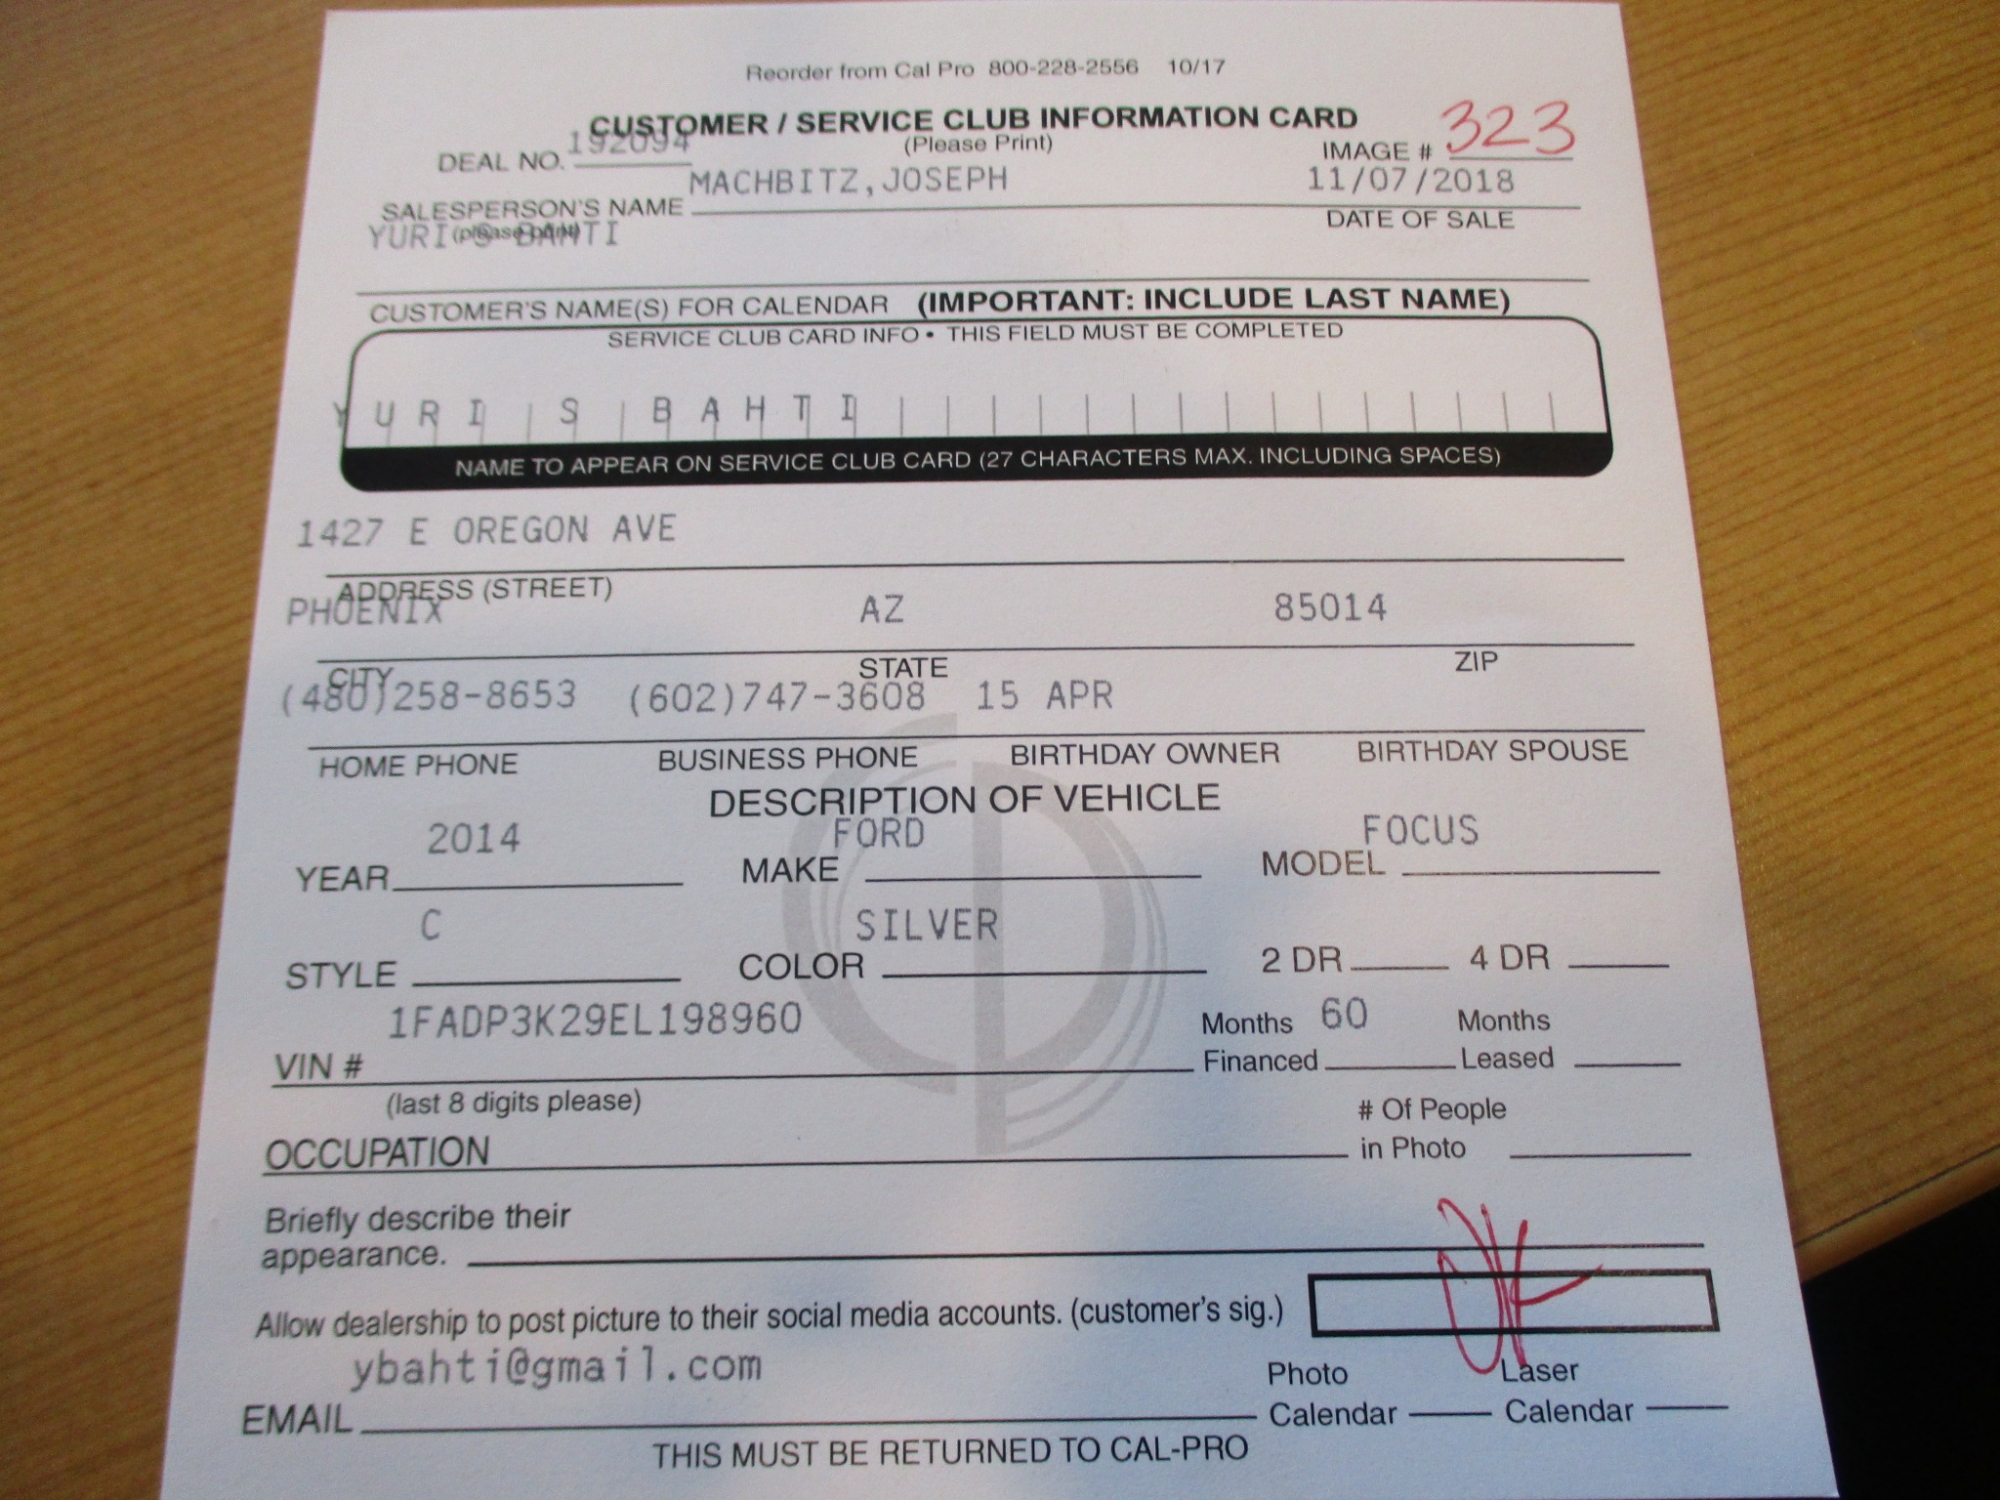 Reorder from Cal Pro 800-228-2556 10/17
CUSTOMER / SERVICE CLUB INFORMATION CARD
(Please Print)
DEAL NO. 192094
IMAGE # 323
MACHBITZ,JOSEPH 11/07/2018
SALESPERSON'S NAME DATE OF SALE
(please print)
YURI S BAHTI
CUSTOMER'S NAME(S) FOR CALENDAR (IMPORTANT: INCLUDE LAST NAME)
SERVICE CLUB CARD INFO • THIS FIELD MUST BE COMPLETED
YURI S BAHTI
NAME TO APPEAR ON SERVICE CLUB CARD (27 CHARACTERS MAX. INCLUDING SPACES)
1427 E OREGON AVE
ADDRESS (STREET)
PHOENIX AZ 85014
CITY STATE ZIP
(480)258-8653 (602)747-3608 15 APR
HOME PHONE BUSINESS PHONE BIRTHDAY OWNER BIRTHDAY SPOUSE
DESCRIPTION OF VEHICLE
2014 FORD FOCUS
YEAR MAKE MODEL
C SILVER
STYLE COLOR 2 DR 4 DR
1FADP3K29EL198960 Months 60 Months
VIN # Financed Leased
(last 8 digits please) # Of People
OCCUPATION in Photo
Briefly describe their
appearance.
Allow dealership to post picture to their social media accounts. (customer's sig.)
ybahti@gmail.com Photo Laser
EMAIL Calendar Calendar
THIS MUST BE RETURNED TO CAL-PRO